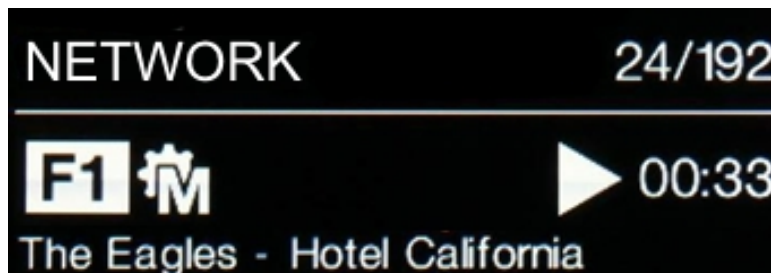 NETWORK 24/192
F1 M 00:33
The Eagles - Hotel California